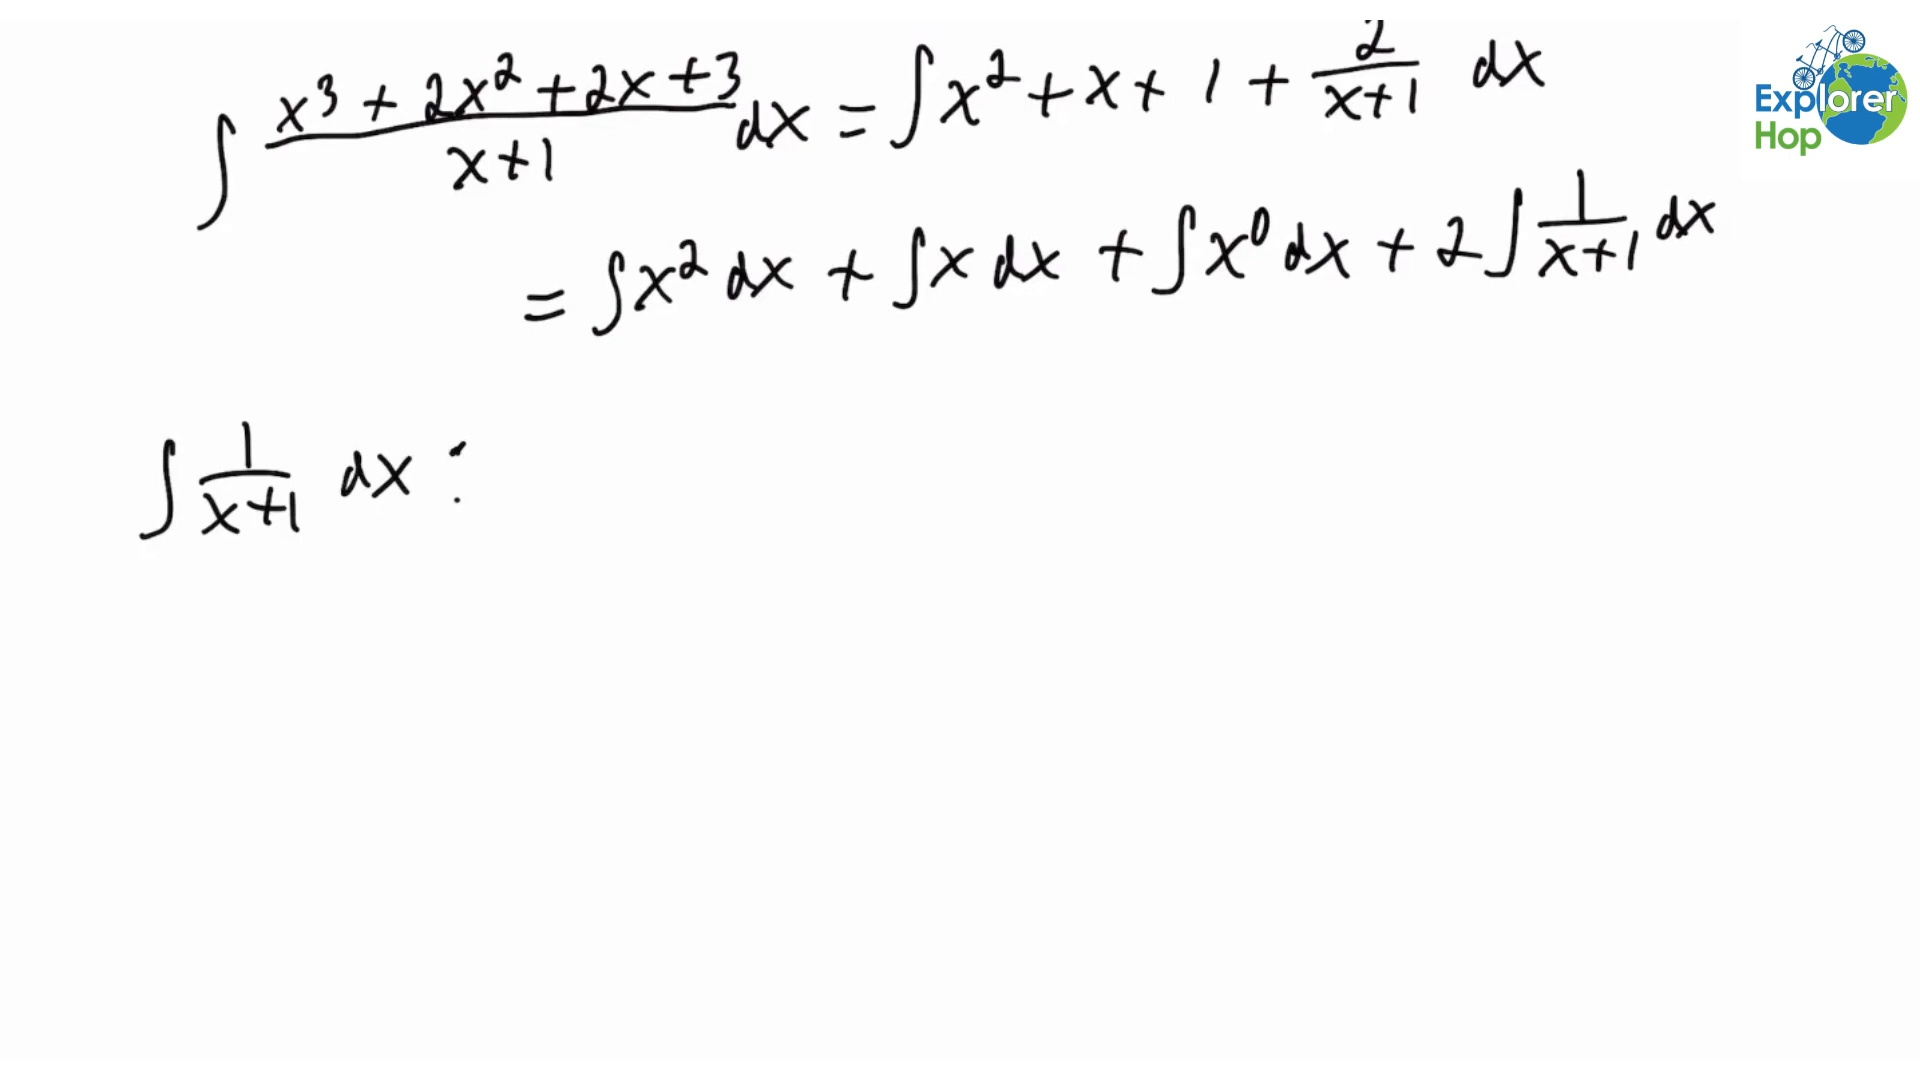 ∫ (x³ + 2x² + 2x + 3)/(x+1) dx = ∫ x² + x + 1 + 2/(x+1) dx
= ∫ x² dx + ∫ x dx + ∫ x⁰ dx + 2 ∫ 1/(x+1) dx
∫ 1/(x+1) dx :
Explorer
Hop